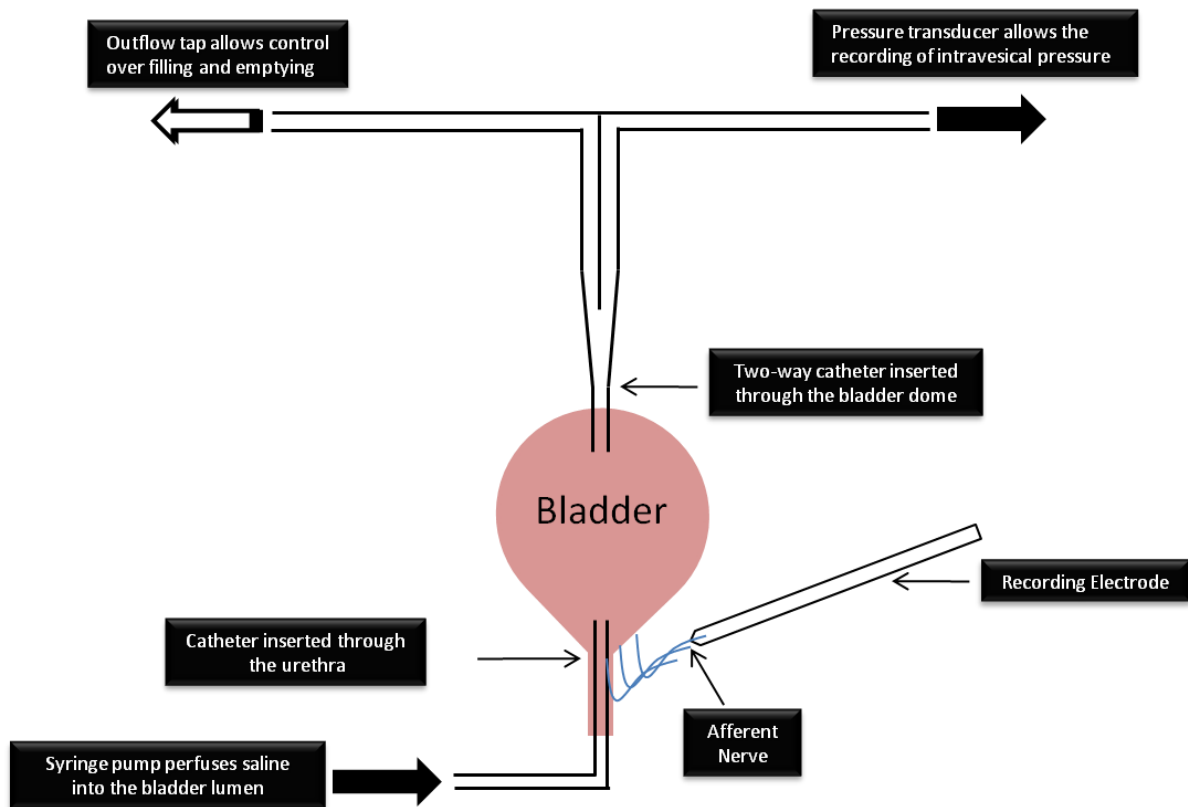 Outflow tap allows control
over filling and emptying
Pressure transducer allows the
recording of intravesical pressure
Two-way catheter inserted
through the bladder dome
Bladder
Recording Electrode
Catheter inserted through
the urethra
Afferent
Nerve
Syringe pump perfuses saline
into the bladder lumen